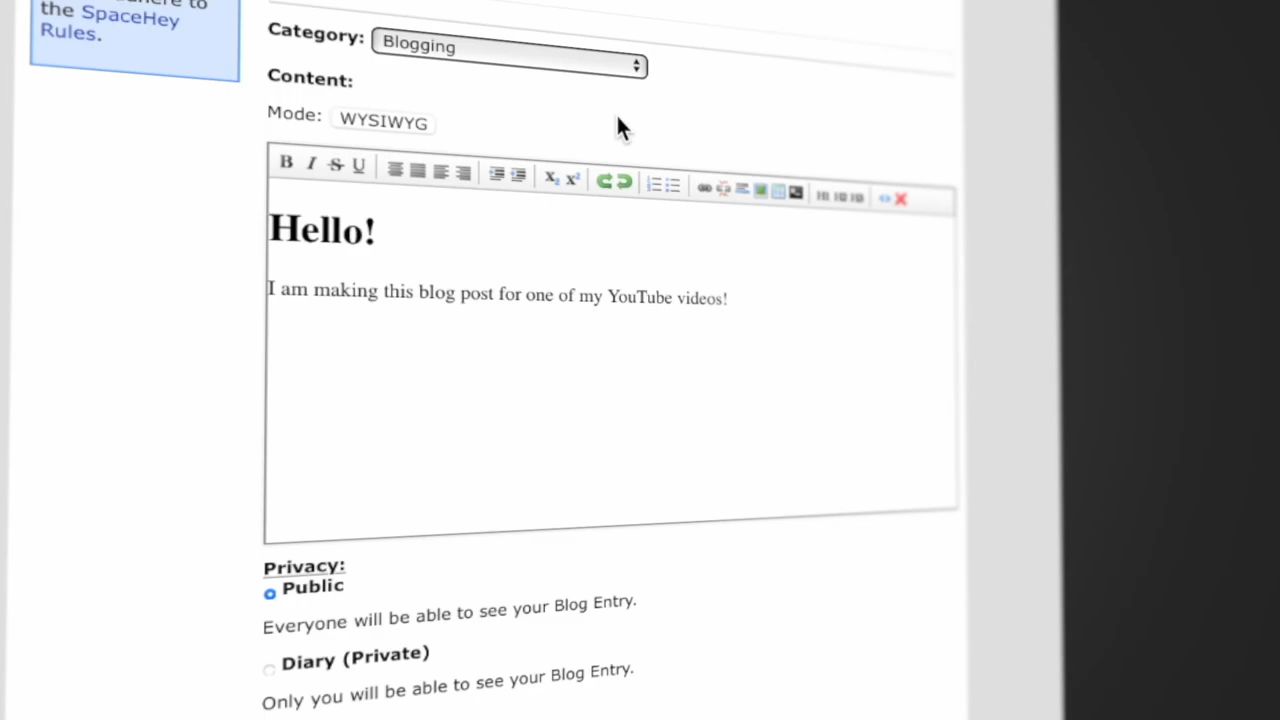 the SpaceHey
Rules.
Category: Blogging
Content:
Mode: WYSIWYG
B I S U X₂ X²
Hello!
I am making this blog post for one of my YouTube videos!
Privacy:
Public
Everyone will be able to see your Blog Entry.
Diary (Private)
Only you will be able to see your Blog Entry.